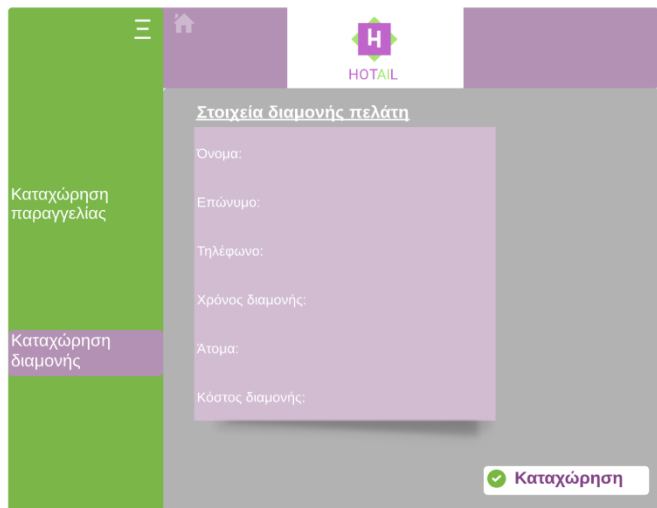 H
HOTAIL
Στοιχεία διαμονής πελάτη
Όνομα:
Επώνυμο:
Τηλέφωνο:
Χρόνος διαμονής:
Άτομα:
Κόστος διαμονής:
Καταχώρηση
παραγγελίας
Καταχώρηση
διαμονής
Καταχώρηση